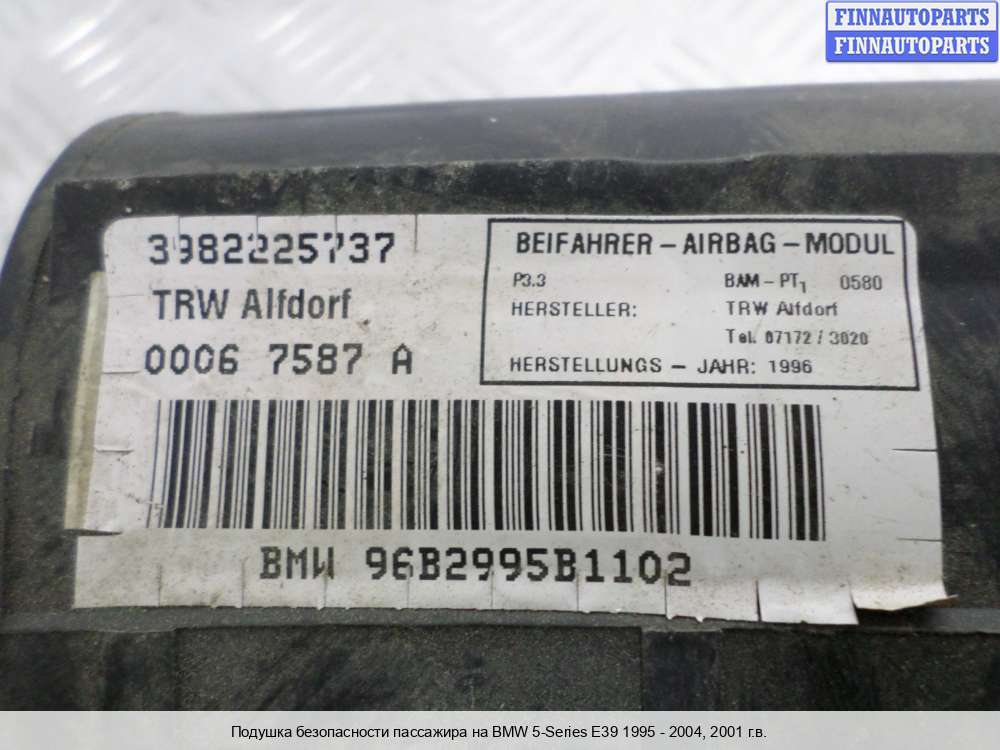 FINNAUTOPARTS
FINNAUTOPARTS
3982225737
TRW Alfdorf
0006 7587 A
BEIFAHRER – AIRBAG – MODUL
P3.3 BAM – PT1 0580
HERSTELLER: TRW Alfdorf
Tel. 07172 / 3020
HERSTELLUNGS – JAHR: 1996
BMW 96B2995B1102
Подушка безопасности пассажира на BMW 5-Series E39 1995 - 2004, 2001 г.в.